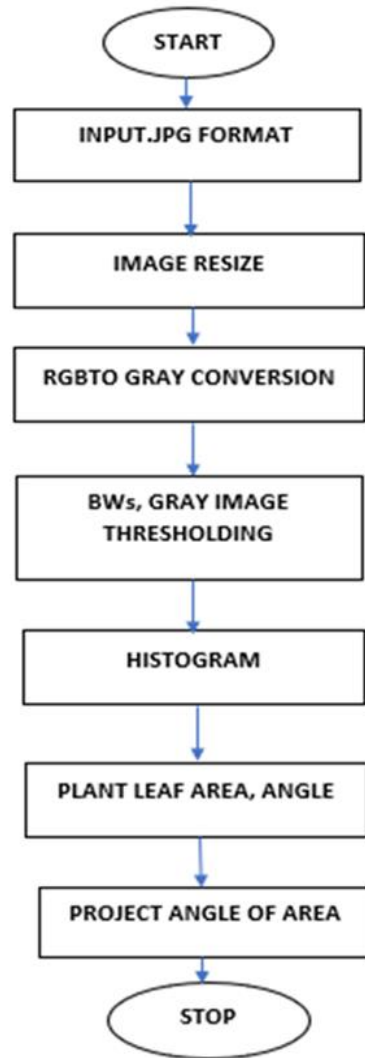 START
INPUT.JPG FORMAT
IMAGE RESIZE
RGBTO GRAY CONVERSION
BWs, GRAY IMAGE
THRESHOLDING
HISTOGRAM
PLANT LEAF AREA, ANGLE
PROJECT ANGLE OF AREA
STOP